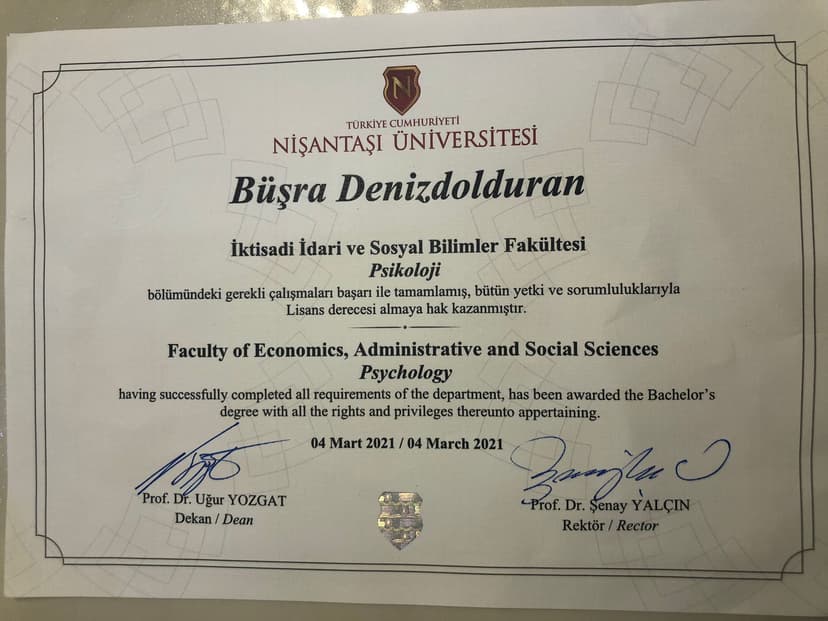 N
TÜRKİYE CUMHURİYETİ
NİŞANTAŞI ÜNİVERSİTESİ
Büşra Denizdolduran
İktisadi İdari ve Sosyal Bilimler Fakültesi
Psikoloji
bölümündeki gerekli çalışmaları başarı ile tamamlamış, bütün yetki ve sorumluluklarıyla
Lisans derecesi almaya hak kazanmıştır.
Faculty of Economics, Administrative and Social Sciences
Psychology
having successfully completed all requirements of the department, has been awarded the Bachelor's
degree with all the rights and privileges thereunto appertaining.
04 Mart 2021 / 04 March 2021
Prof. Dr. Uğur YOZGAT
Dekan / Dean
Prof. Dr. Şenay YALÇIN
Rektör / Rector